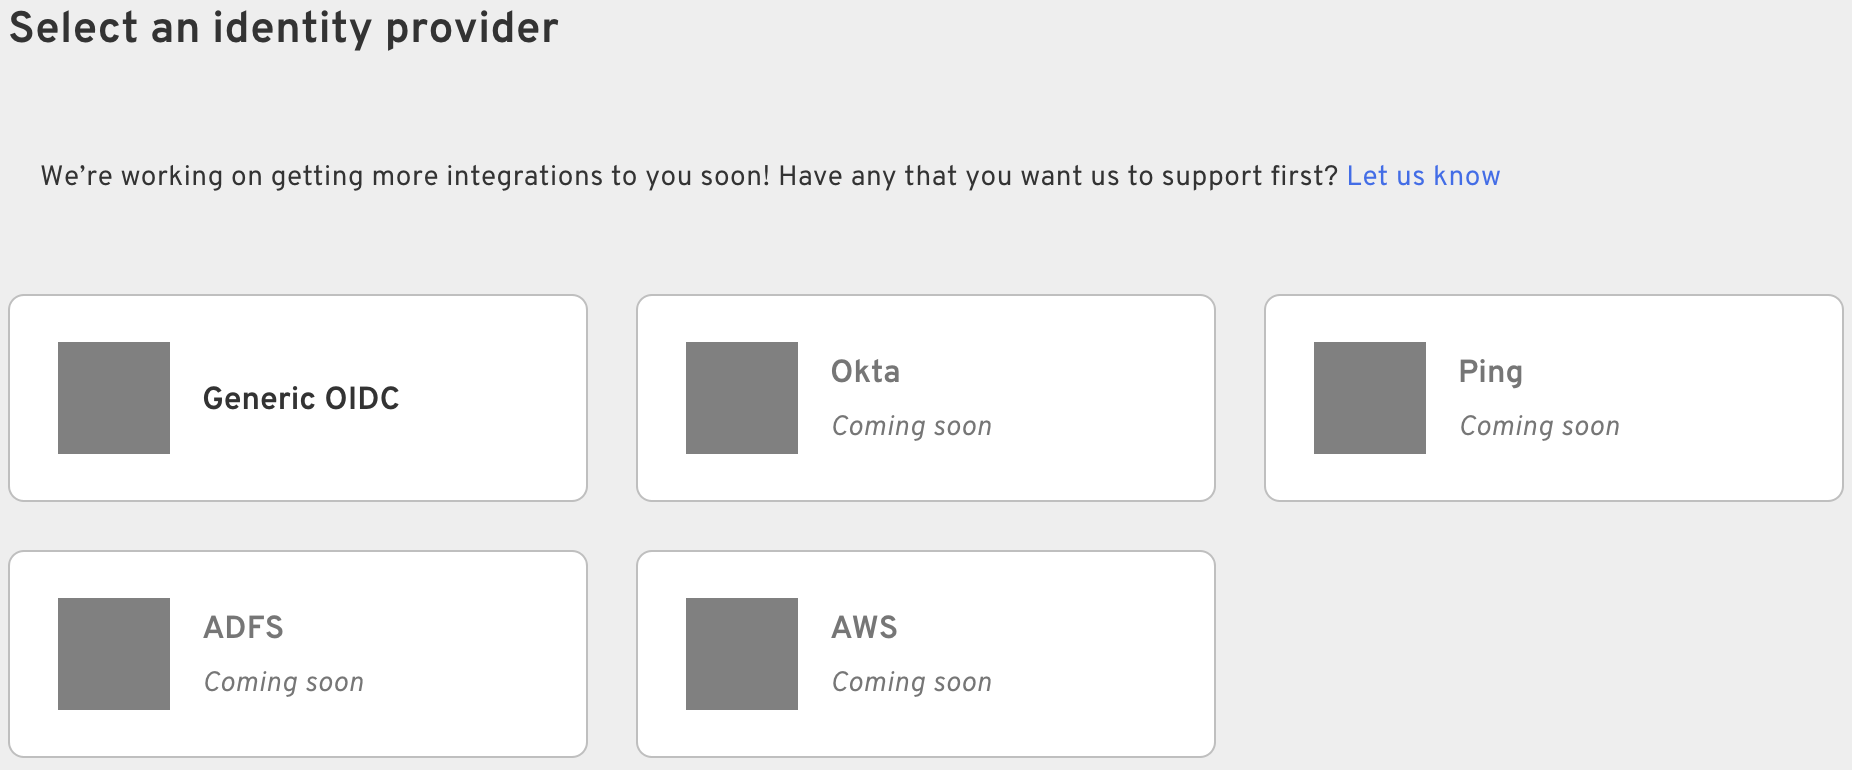 Select an identity provider
We’re working on getting more integrations to you soon! Have any that you want us to support first? Let us know
Generic OIDC
Okta
Coming soon
Ping
Coming soon
ADFS
Coming soon
AWS
Coming soon